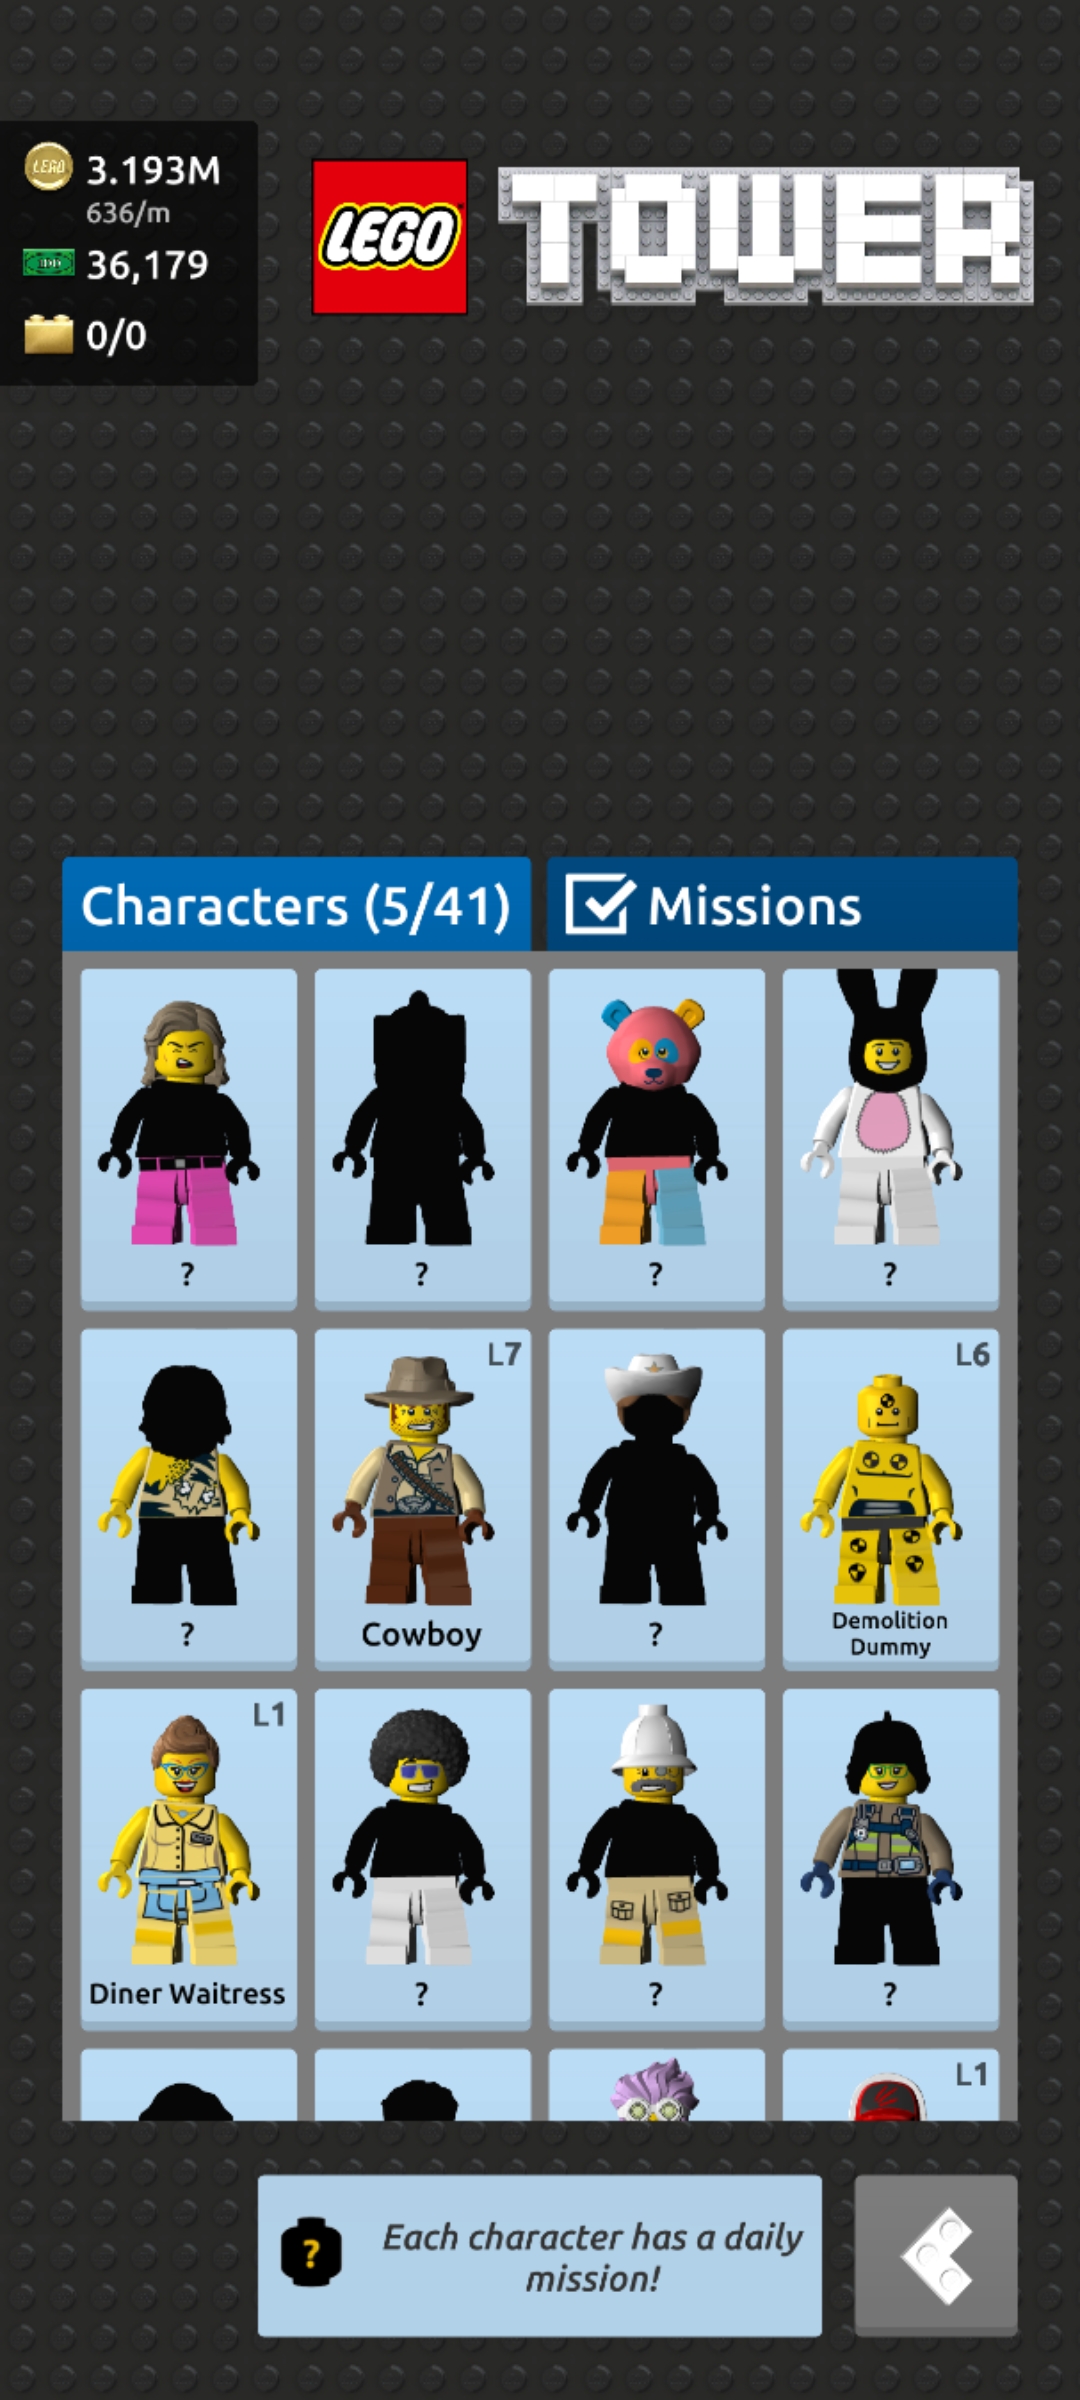 LEGO
3.193M
636/m
36,179
0/0
LEGO TOWER
Characters (5/41)
Missions
?
?
?
?
?
L7
Cowboy
?
L6
Demolition
Dummy
L1
Diner Waitress
?
?
?
L1
?
Each character has a daily
mission!